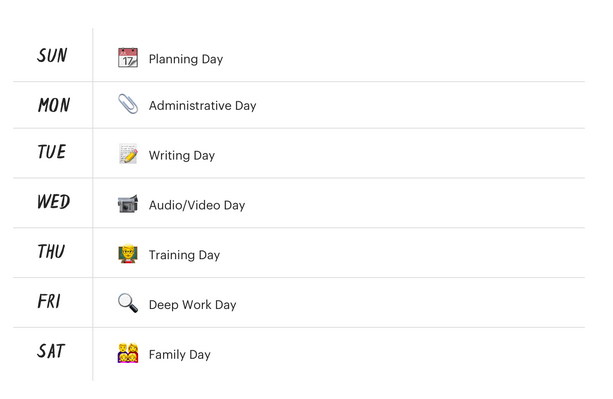 SUN Planning Day
MON Administrative Day
TUE Writing Day
WED Audio/Video Day
THU Training Day
FRI Deep Work Day
SAT Family Day